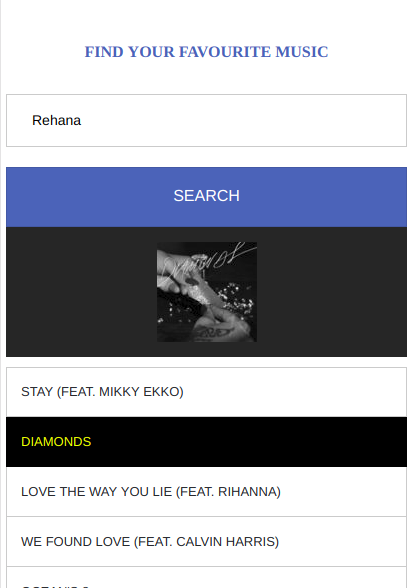 FIND YOUR FAVOURITE MUSIC
Rehana
SEARCH
DIAMONDS
STAY (FEAT. MIKKY EKKO)
DIAMONDS
LOVE THE WAY YOU LIE (FEAT. RIHANNA)
WE FOUND LOVE (FEAT. CALVIN HARRIS)